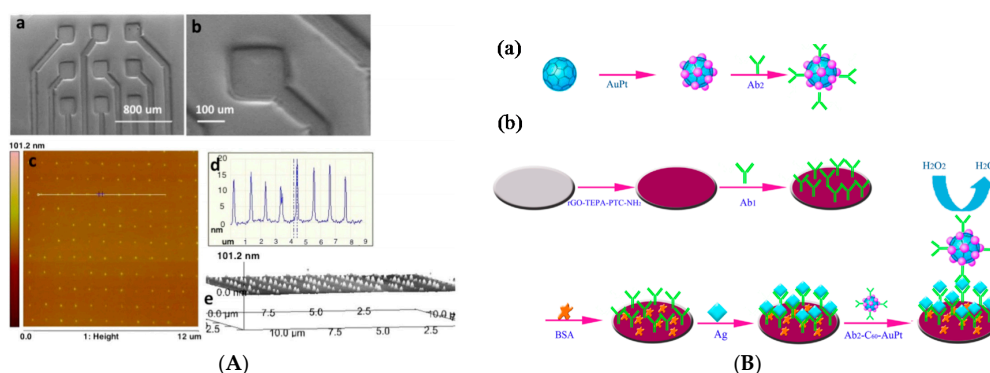 a
b
800 um
100 um
101.2 nm
c
d
20
15
10
5
0
nm
um
1 2 3 4 5 6 7 8 9
101.2 nm
e
0.0 nm
10.0 µm
7.5
5.0
2.5
2.5
5.0
7.5
10.0 µm
0.0
1: Height
12 um
(A)
(a)
AuPt
Ab2
(b)
rGO-TEPA-PTC-NH2
Ab1
H2O2
H2O
BSA
Ag
Ab2-C60-AuPt
(B)